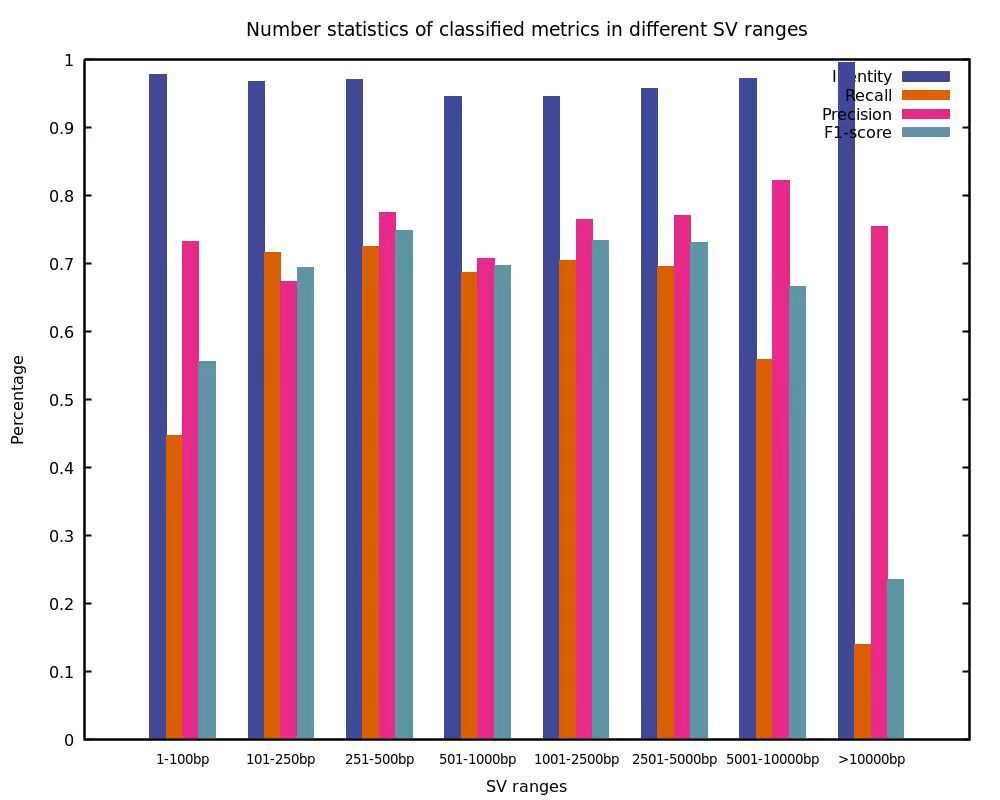 Number statistics of classified metrics in different SV ranges
1
0.9
0.8
0.7
0.6
0.5
0.4
0.3
0.2
0.1
0
Percentage
Identity
Recall
Precision
F1-score
1-100bp 101-250bp 251-500bp 501-1000bp 1001-2500bp 2501-5000bp 5001-10000bp >10000bp
SV ranges